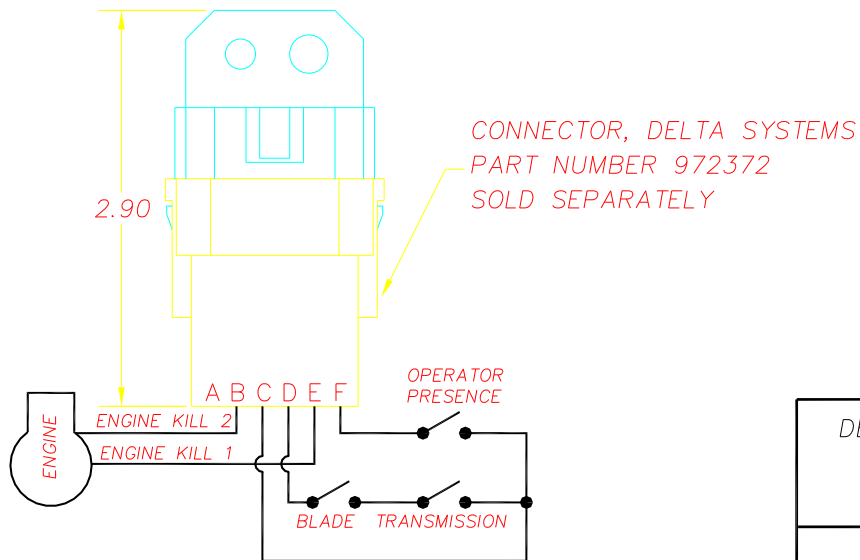 CONNECTOR, DELTA SYSTEMS
PART NUMBER 972372
SOLD SEPARATELY
2.90
A B C D E F
OPERATOR
PRESENCE
ENGINE KILL 2
ENGINE
ENGINE KILL 1
BLADE TRANSMISSION